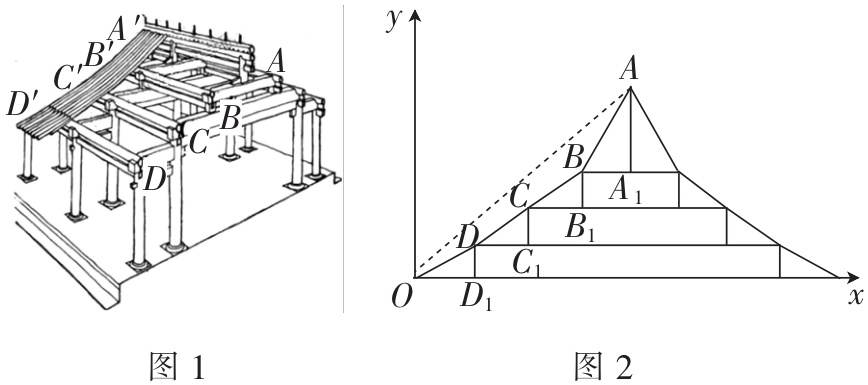 A′
B′
C′
D′
A
B
C
D
图 1
y
A
B
A₁
C
B₁
D
C₁
O
D₁
x
图 2